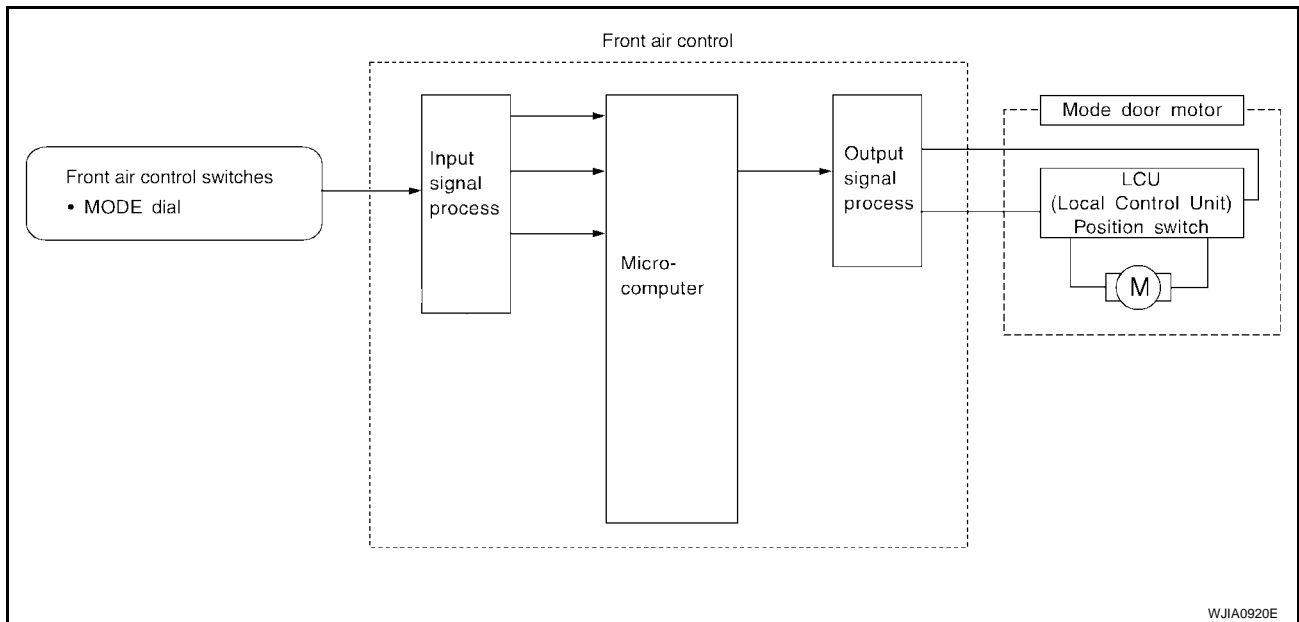 Front air control
Front air control switches
• MODE dial
Input
signal
process
Micro-
computer
Output
signal
process
Mode door motor
LCU
(Local Control Unit)
Position switch
M
WJIA0920E